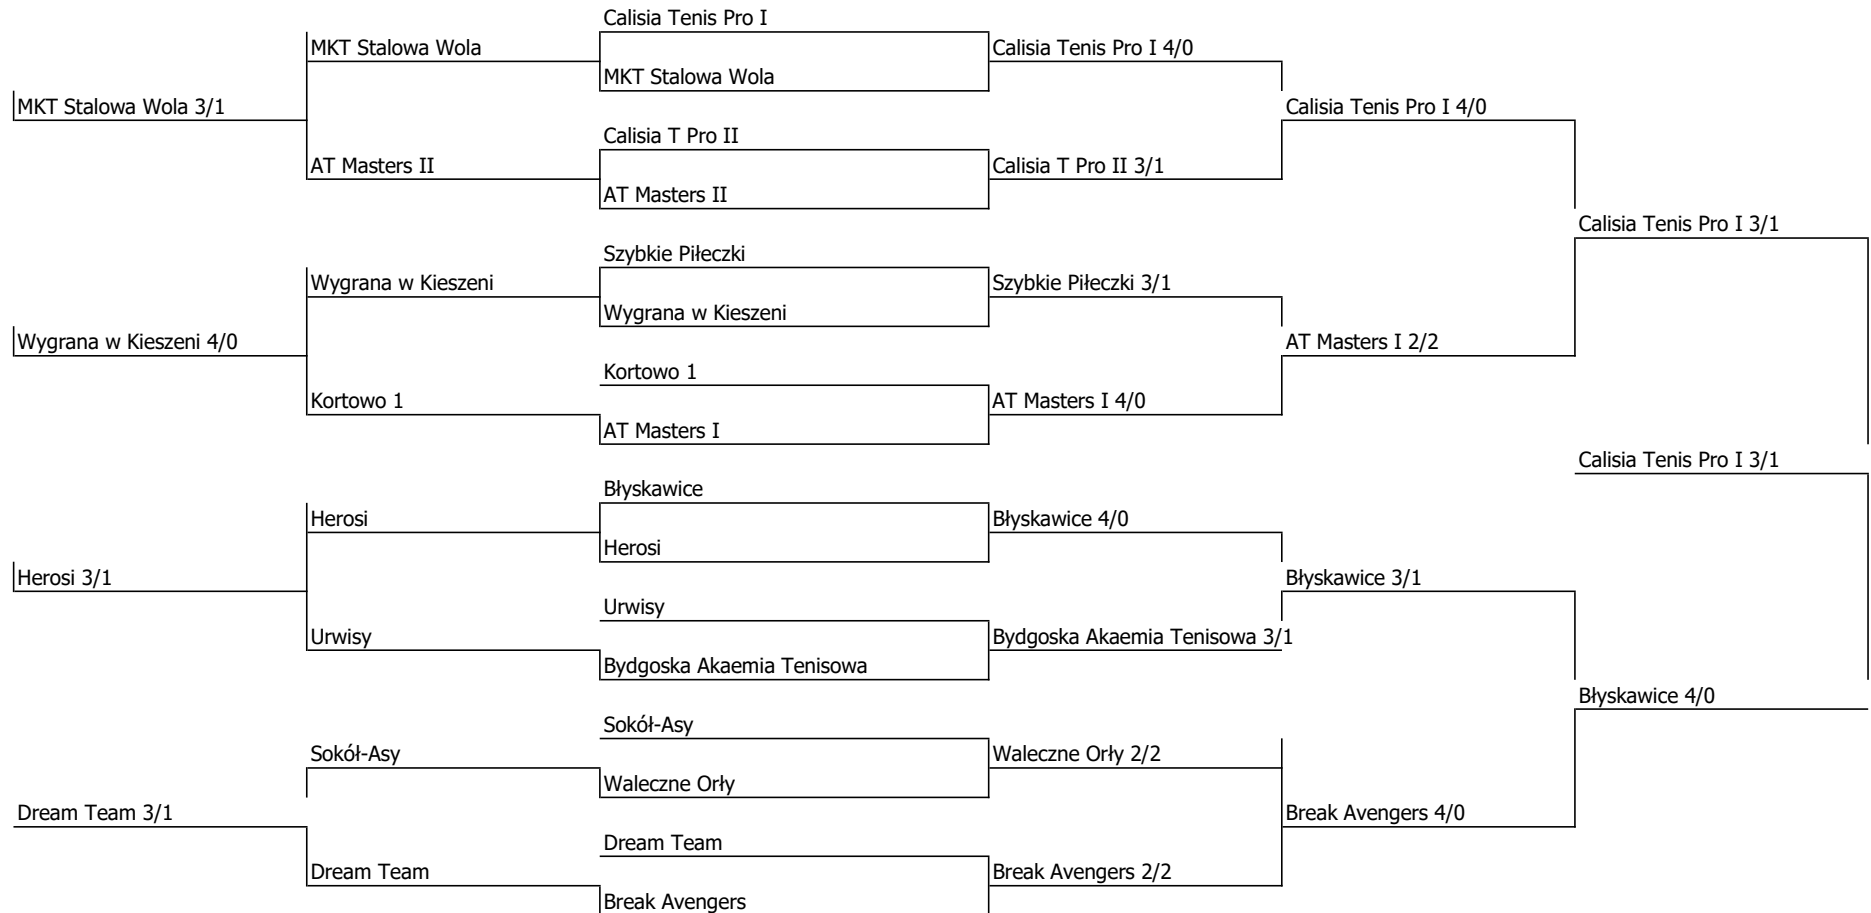 Calisia Tenis Pro I
MKT Stalowa Wola
Calisia Tenis Pro I 4/0
MKT Stalowa Wola
MKT Stalowa Wola 3/1
Calisia Tenis Pro I 4/0
Calisia T Pro II
AT Masters II
Calisia T Pro II 3/1
AT Masters II
Calisia Tenis Pro I 3/1
Szybkie Piłeczki
Wygrana w Kieszeni
Szybkie Piłeczki 3/1
Wygrana w Kieszeni
Wygrana w Kieszeni 4/0
AT Masters I 2/2
Kortowo 1
Kortowo 1
AT Masters I 4/0
AT Masters I
Calisia Tenis Pro I 3/1
Błyskawice
Herosi
Błyskawice 4/0
Herosi
Herosi 3/1
Błyskawice 3/1
Urwisy
Urwisy
Bydgoska Akaemia Tenisowa 3/1
Bydgoska Akaemia Tenisowa
Błyskawice 4/0
Sokół-Asy
Sokół-Asy
Waleczne Orły 2/2
Waleczne Orły
Dream Team 3/1
Break Avengers 4/0
Dream Team
Dream Team
Break Avengers 2/2
Break Avengers